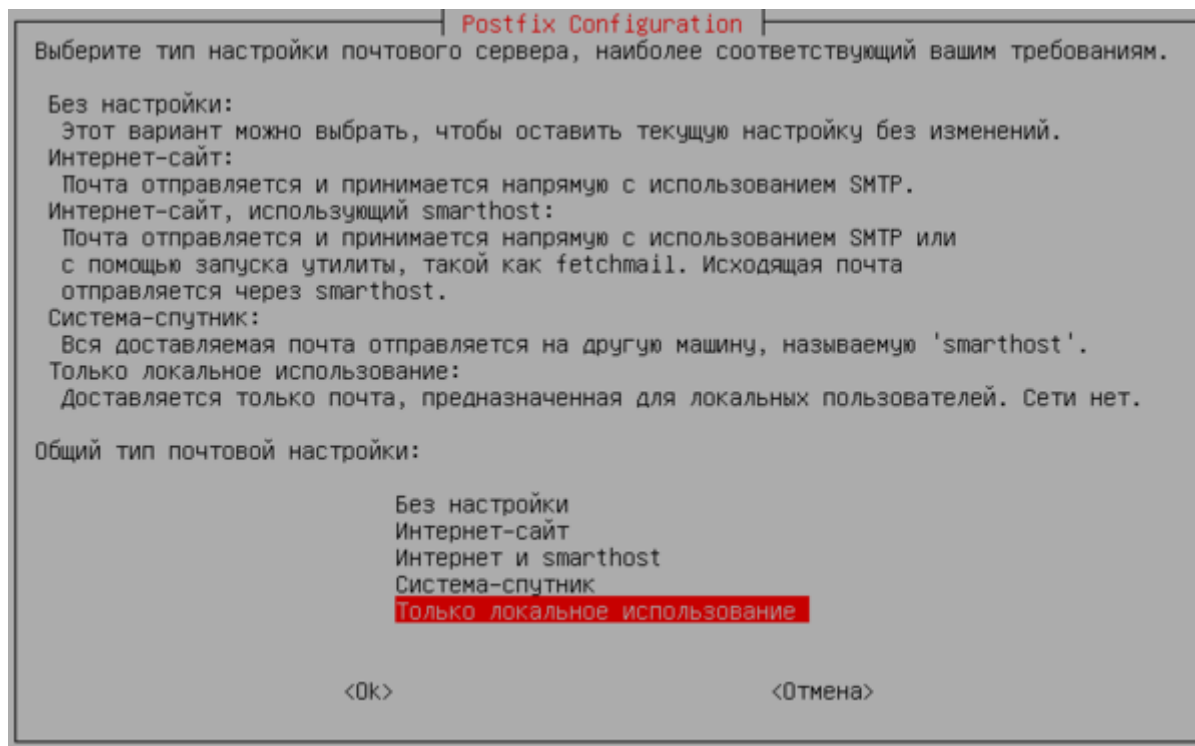 Postfix Configuration
Выберите тип настройки почтового сервера, наиболее соответствующий вашим требованиям.
Без настройки:
Этот вариант можно выбрать, чтобы оставить текущую настройку без изменений.
Интернет-сайт:
Почта отправляется и принимается напрямую с использованием SMTP.
Интернет-сайт, использующий smarthost:
Почта отправляется и принимается напрямую с использованием SMTP или
с помощью запуска утилиты, такой как fetchmail. Исходящая почта
отправляется через smarthost.
Система-спутник:
Вся доставляемая почта отправляется на другую машину, называемую 'smarthost'.
Только локальное использование:
Доставляется только почта, предназначенная для локальных пользователей. Сети нет.
Общий тип почтовой настройки:
Без настройки
Интернет-сайт
Интернет и smarthost
Система-спутник
Только локальное использование
<Ok> <Отмена>